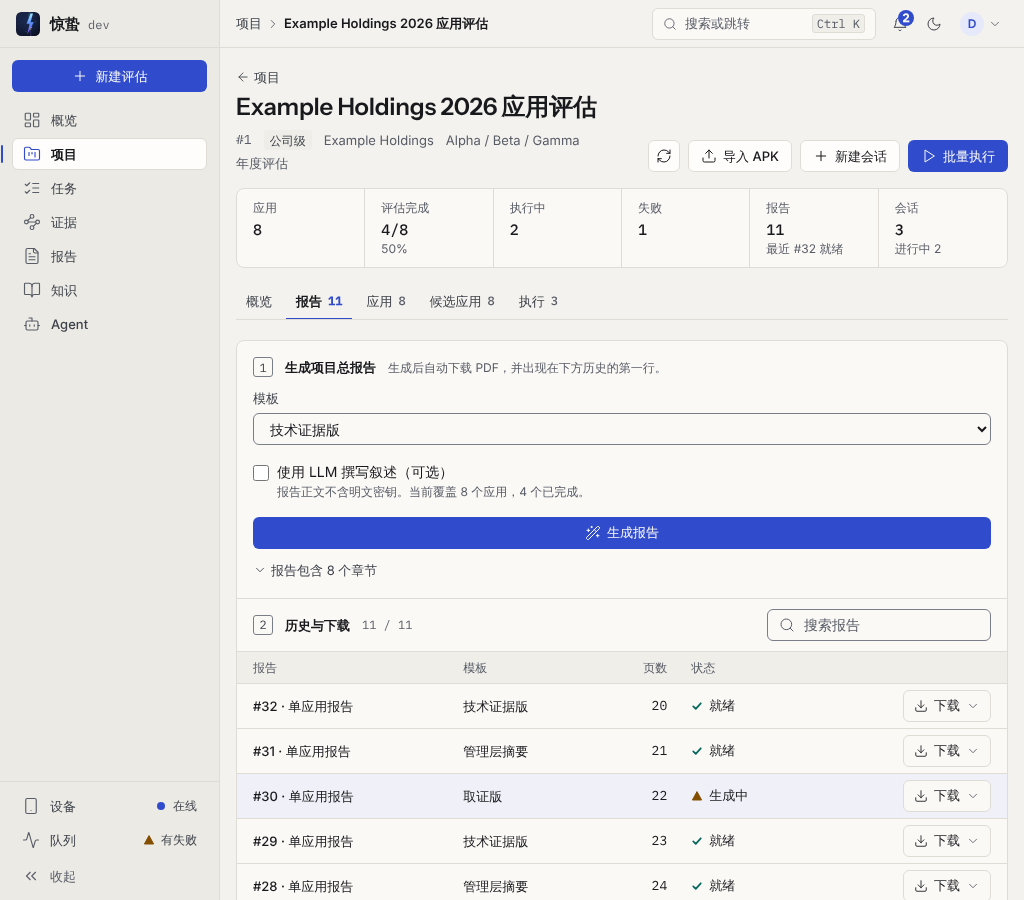 惊蛰 dev
项目 > Example Holdings 2026 应用评估
搜索或跳转 Ctrl K
2
D
新建评估
概览
项目
任务
证据
报告
知识
Agent
设备 在线
队列 有失败
收起
项目
Example Holdings 2026 应用评估
#1 公司级 Example Holdings Alpha / Beta / Gamma
年度评估
导入 APK
新建会话
批量执行
应用
8
评估完成
4/8
50%
执行中
2
失败
1
报告
11
最近 #32 就绪
会话
3
进行中 2
概览 报告 11 应用 8 候选应用 8 执行 3
1 生成项目总报告 生成后自动下载 PDF，并出现在下方历史的第一行。
模板
技术证据版
使用 LLM 撰写叙述（可选）
报告正文不含明文密钥。当前覆盖 8 个应用，4 个已完成。
生成报告
报告包含 8 个章节
2 历史与下载 11 / 11 搜索报告
报告 模板 页数 状态
#32 · 单应用报告 技术证据版 20 就绪 下载
#31 · 单应用报告 管理层摘要 21 就绪 下载
#30 · 单应用报告 取证版 22 生成中 下载
#29 · 单应用报告 技术证据版 23 就绪 下载
#28 · 单应用报告 管理层摘要 24 就绪 下载